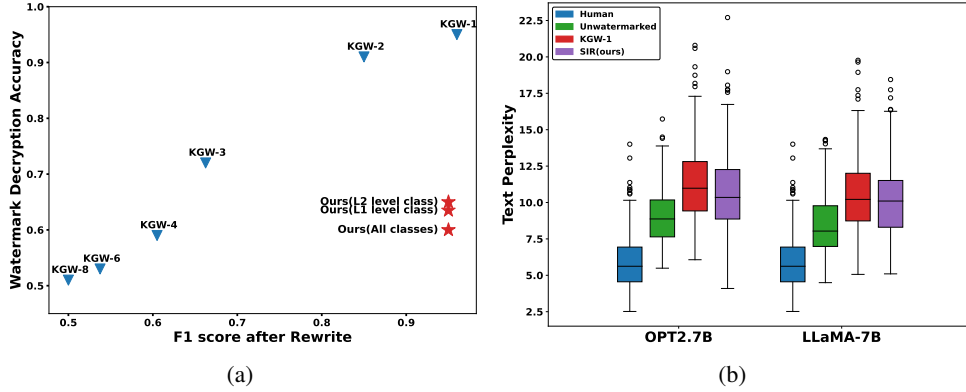 Watermark Decryption Accuracy
1.0
0.9
0.8
0.7
0.6
0.5
KGW-1
KGW-2
KGW-3
Ours(L2 level class)
Ours(L1 level class)
Ours(All classes)
KGW-4
KGW-6
KGW-8
0.5 0.6 0.7 0.8 0.9
F1 score after Rewrite
(a)
Text Perplexity
22.5
20.0
17.5
15.0
12.5
10.0
7.5
5.0
2.5
Human
Unwatermarked
KGW-1
SIR(ours)
OPT2.7B LLaMA-7B
(b)